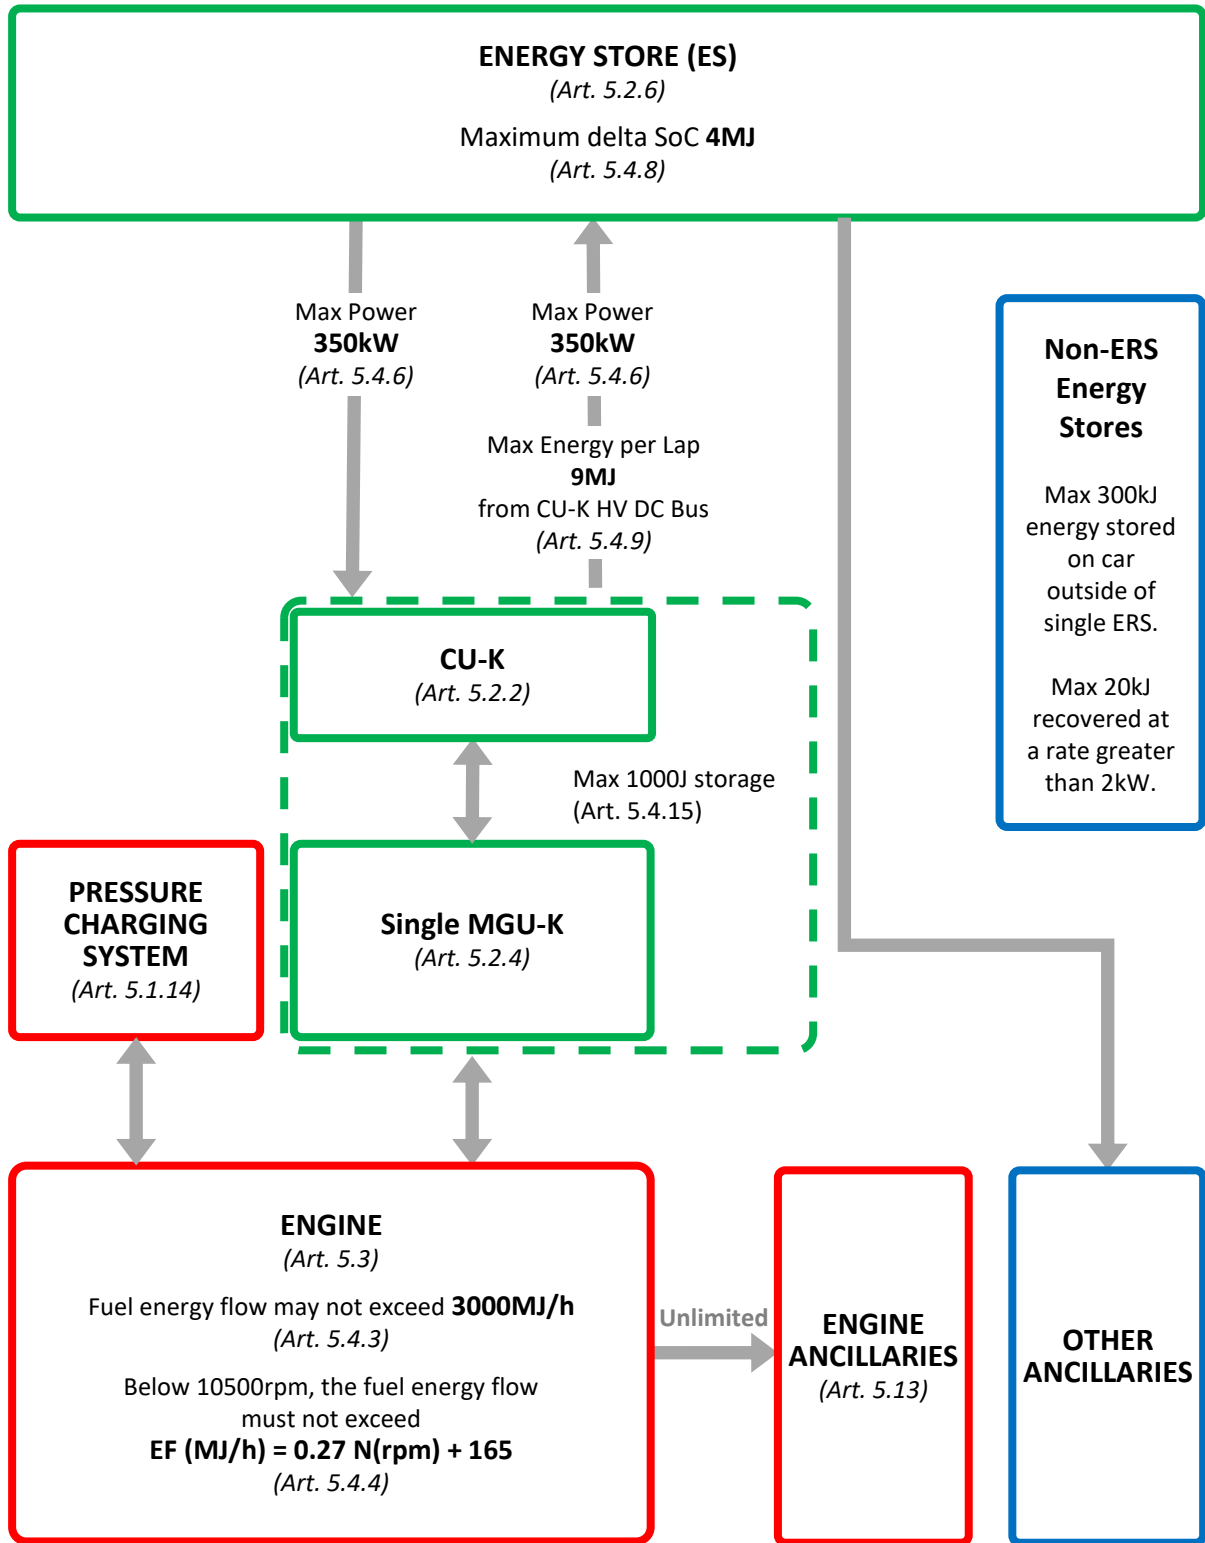 ENERGY STORE (ES)
(Art. 5.2.6)
Maximum delta SoC 4MJ
(Art. 5.4.8)
Max Power
350kW
(Art. 5.4.6)
Max Power
350kW
(Art. 5.4.6)
Max Energy per Lap
9MJ
from CU-K HV DC Bus
(Art. 5.4.9)
Non-ERS
Energy
Stores
Max 300kJ
energy stored
on car
outside of
single ERS.
Max 20kJ
recovered at
a rate greater
than 2kW.
CU-K
(Art. 5.2.2)
Max 1000J storage
(Art. 5.4.15)
Single MGU-K
(Art. 5.2.4)
PRESSURE
CHARGING
SYSTEM
(Art. 5.1.14)
ENGINE
(Art. 5.3)
Fuel energy flow may not exceed 3000MJ/h
(Art. 5.4.3)
Below 10500rpm, the fuel energy flow
must not exceed
EF (MJ/h) = 0.27 N(rpm) + 165
(Art. 5.4.4)
Unlimited
ENGINE
ANCILLARIES
(Art. 5.13)
OTHER
ANCILLARIES